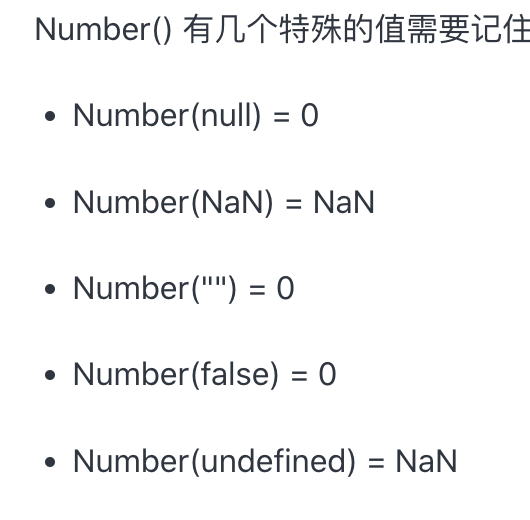 Number() 有几个特殊的值需要记住
• Number(null) = 0
• Number(NaN) = NaN
• Number("") = 0
• Number(false) = 0
• Number(undefined) = NaN